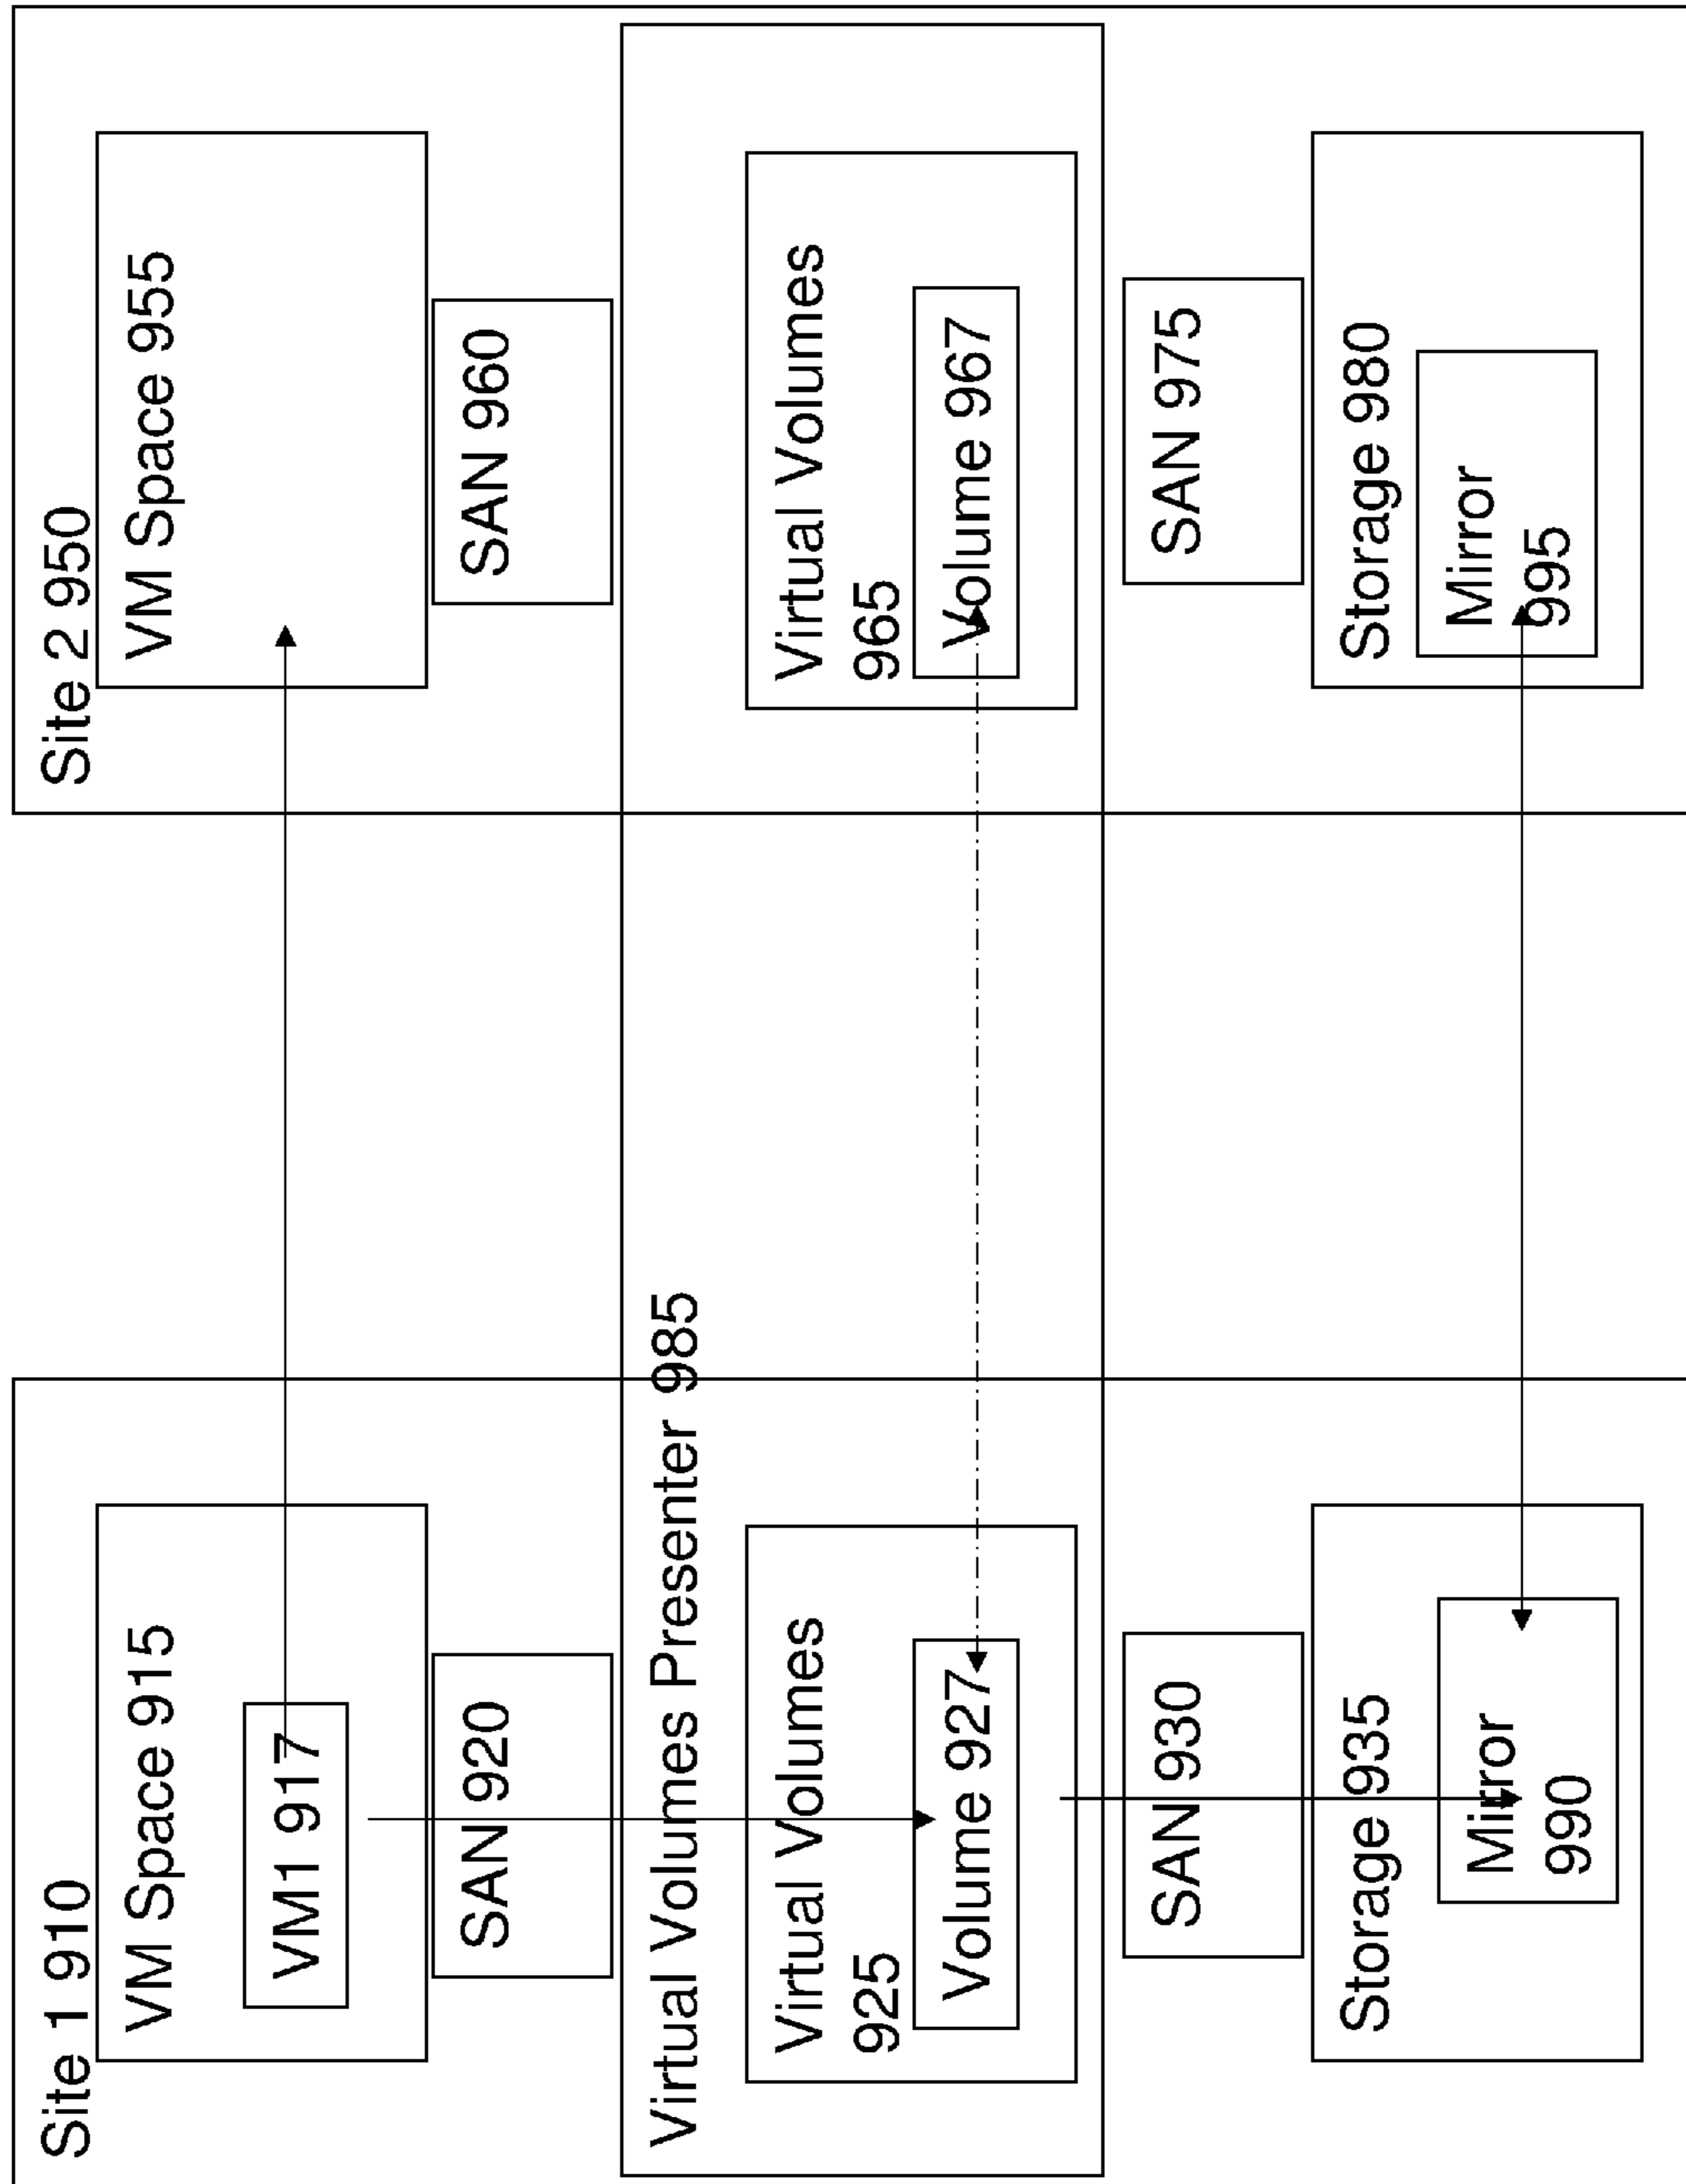 Site 1 910
VM Space 915
VM1 917
SAN 920
Virtual Volumes Presenter 985
Virtual Volumes
925
Volume 927
SAN 930
Storage 935
Mirror
990
Site 2 950
VM Space 955
SAN 960
Virtual Volumes
965
Volume 967
SAN 975
Storage 980
Mirror
995